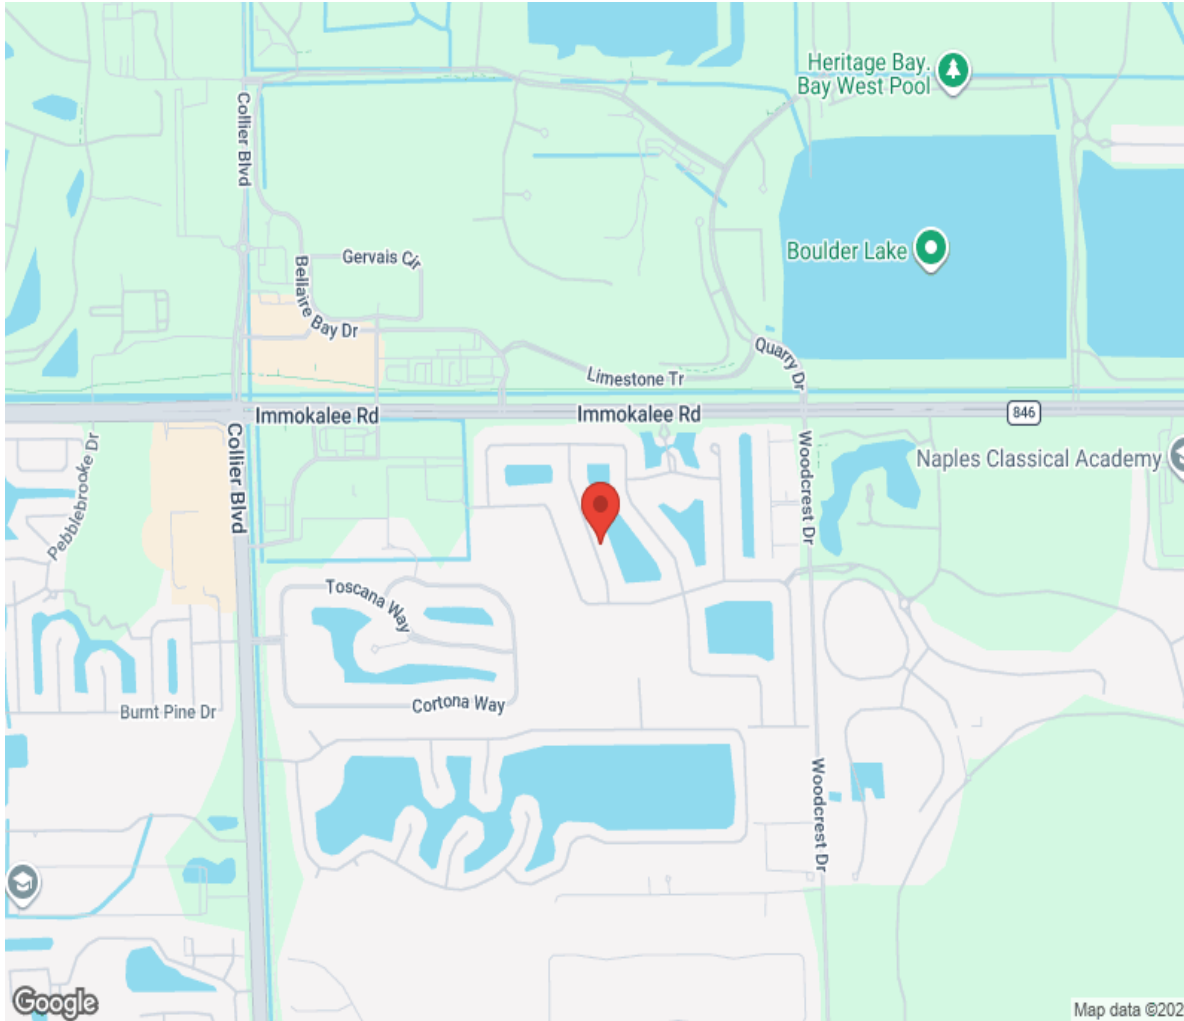 Heritage Bay.
Bay West Pool
Collier Blvd
Boulder Lake
Gervais Cir
Bellaire Bay Dr
Quarry Dr
Limestone Tr
Immokalee Rd
Immokalee Rd
846
Pebblebrooke Dr
Collier Blvd
Woodcrest Dr
Naples Classical Academy
Toscana Way
Cortona Way
Burnt Pine Dr
Woodcrest Dr
Google
Map data ©202